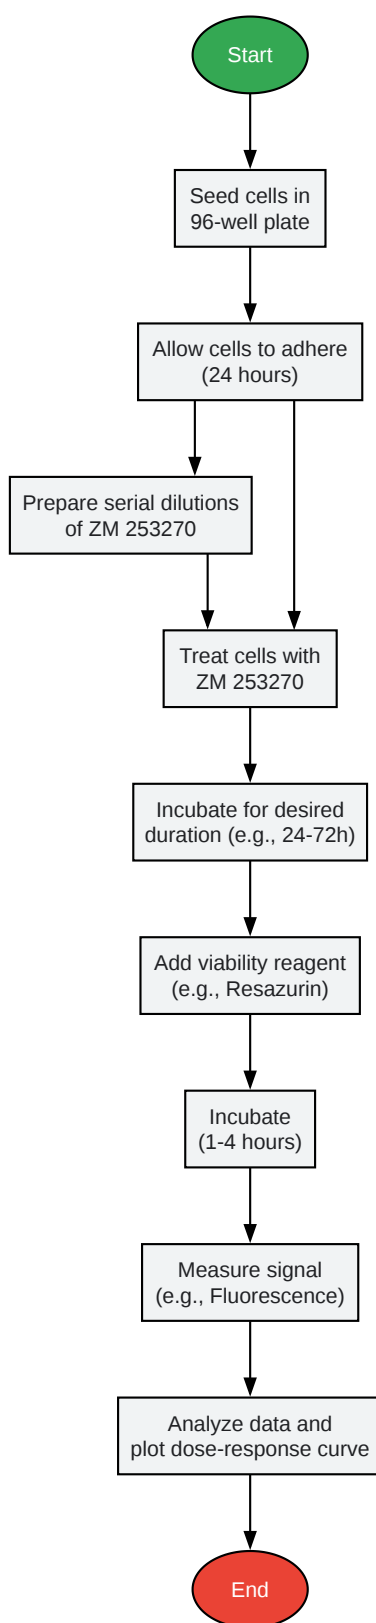 Start
Seed cells in
96-well plate
Allow cells to adhere
(24 hours)
Prepare serial dilutions
of ZM 253270
Treat cells with
ZM 253270
Incubate for desired
duration (e.g., 24-72h)
Add viability reagent
(e.g., Resazurin)
Incubate
(1-4 hours)
Measure signal
(e.g., Fluorescence)
Analyze data and
plot dose-response curve
End